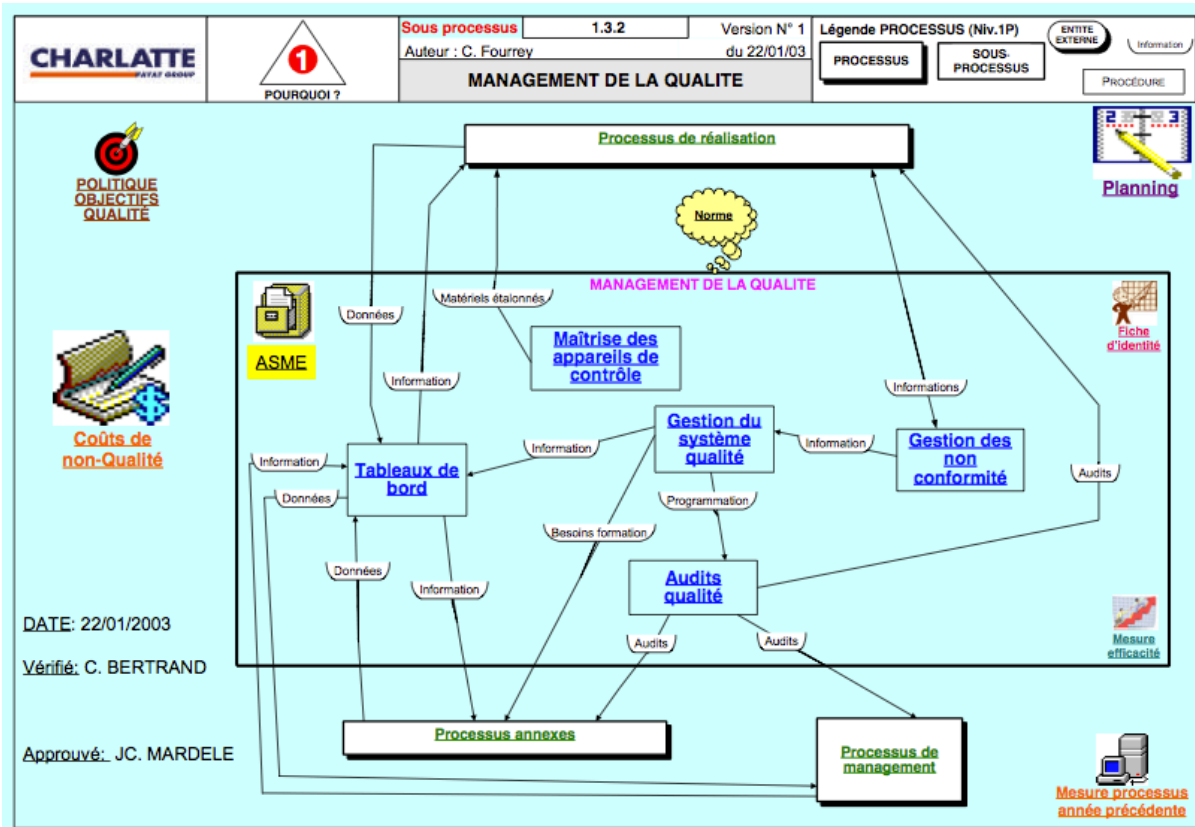 CHARLATTE
FAYAT GROUP
1
POURQUOI ?
Sous processus
1.3.2
Version N° 1
Auteur : C. Fourrey
du 22/01/03
MANAGEMENT DE LA QUALITE
Légende PROCESSUS (Niv.1P)
PROCESSUS
SOUS-
PROCESSUS
ENTITE
EXTERNE
Information
PROCÉDURE
POLITIQUE
OBJECTIFS
QUALITÉ
Processus de réalisation
2
3
Planning
Norme
MANAGEMENT DE LA QUALITE
ASME
Données
Matériels étalonnés
Maîtrise des
appareils de
contrôle
Fiche
d'identité
Information
Informations
Coûts de
non-Qualité
Gestion du
système
qualité
Gestion des
non
conformité
Information
Information
Information
Tableaux de
bord
Audits
Données
Programmation
Besoins formation
Données
Information
Audits
qualité
DATE: 22/01/2003
Audits
Audits
Mesure
efficacité
Vérifié: C. BERTRAND
Processus annexes
Approuvé: JC. MARDELE
Processus de
management
Mesure processus
année précédente